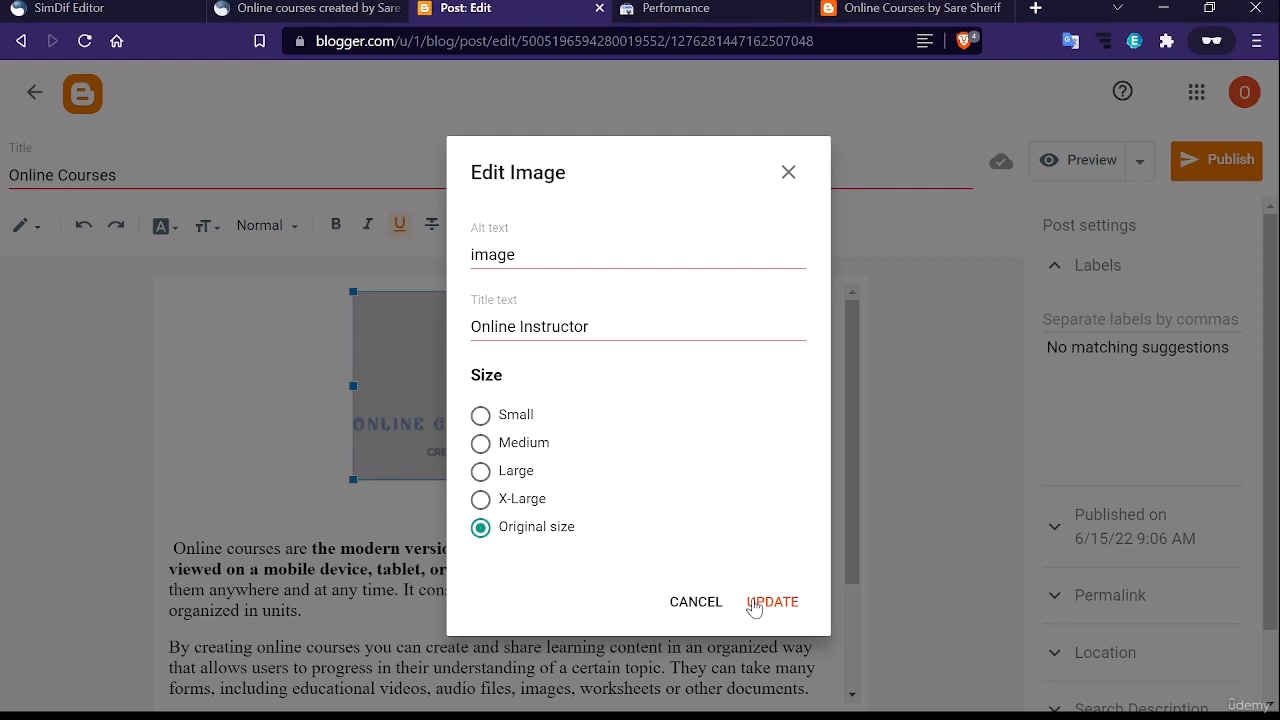 SimDif Editor
Online courses created by Sare
Post: Edit
Performance
Online Courses by Sare Sherif
blogger.com/u/1/blog/post/edit/5005196594280019552/1276281447162507048
4
O
Title
Online Courses
Preview
Publish
A
Normal
B I U
Edit Image
Alt text
image
Title text
Online Instructor
Size
Small
Medium
Large
X-Large
Original size
CANCEL UPDATE
ONLINE
CRE
Online courses are the modern versio
viewed on a mobile device, tablet, or
them anywhere and at any time. It con
organized in units.
By creating online courses you can create and share learning content in an organized way
that allows users to progress in their understanding of a certain topic. They can take many
forms, including educational videos, audio files, images, worksheets or other documents.
Post settings
Labels
Separate labels by commas
No matching suggestions
Published on
6/15/22 9:06 AM
Permalink
Location
Search Description
ûdemy